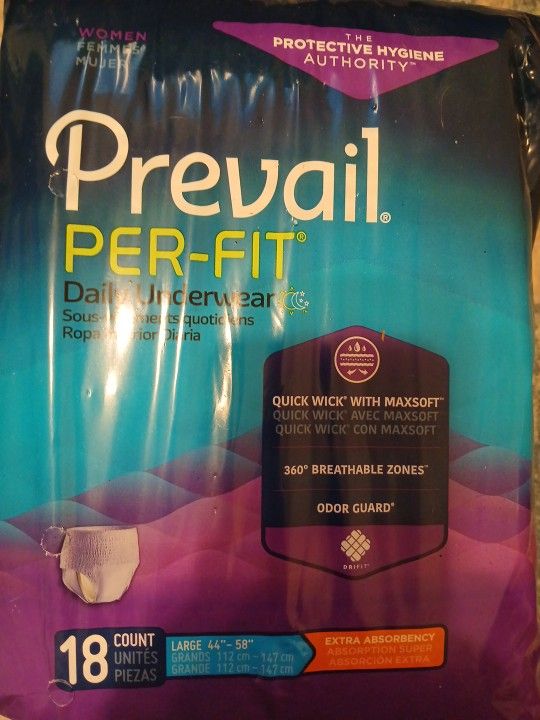 WOMEN
FEMMES
MUJER
THE
PROTECTIVE HYGIENE
AUTHORITY™
Prevail®
PER-FIT®
Daily Underwear
Sous-vêtements quotidiens
Ropa Interior Diaria
QUICK WICK® WITH MAXSOFT™
QUICK WICK® AVEC MAXSOFT
QUICK WICK® CON MAXSOFT
360° BREATHABLE ZONES™
ODOR GUARD®
DRIFIT™
18 COUNT
UNITÉS
PIEZAS
LARGE 44"- 58"
GRANDS 112 cm - 147 cm
GRANDE 112 cm - 147 cm
EXTRA ABSORBENCY
ABSORPTION SUPER
ABSORCIÓN EXTRA